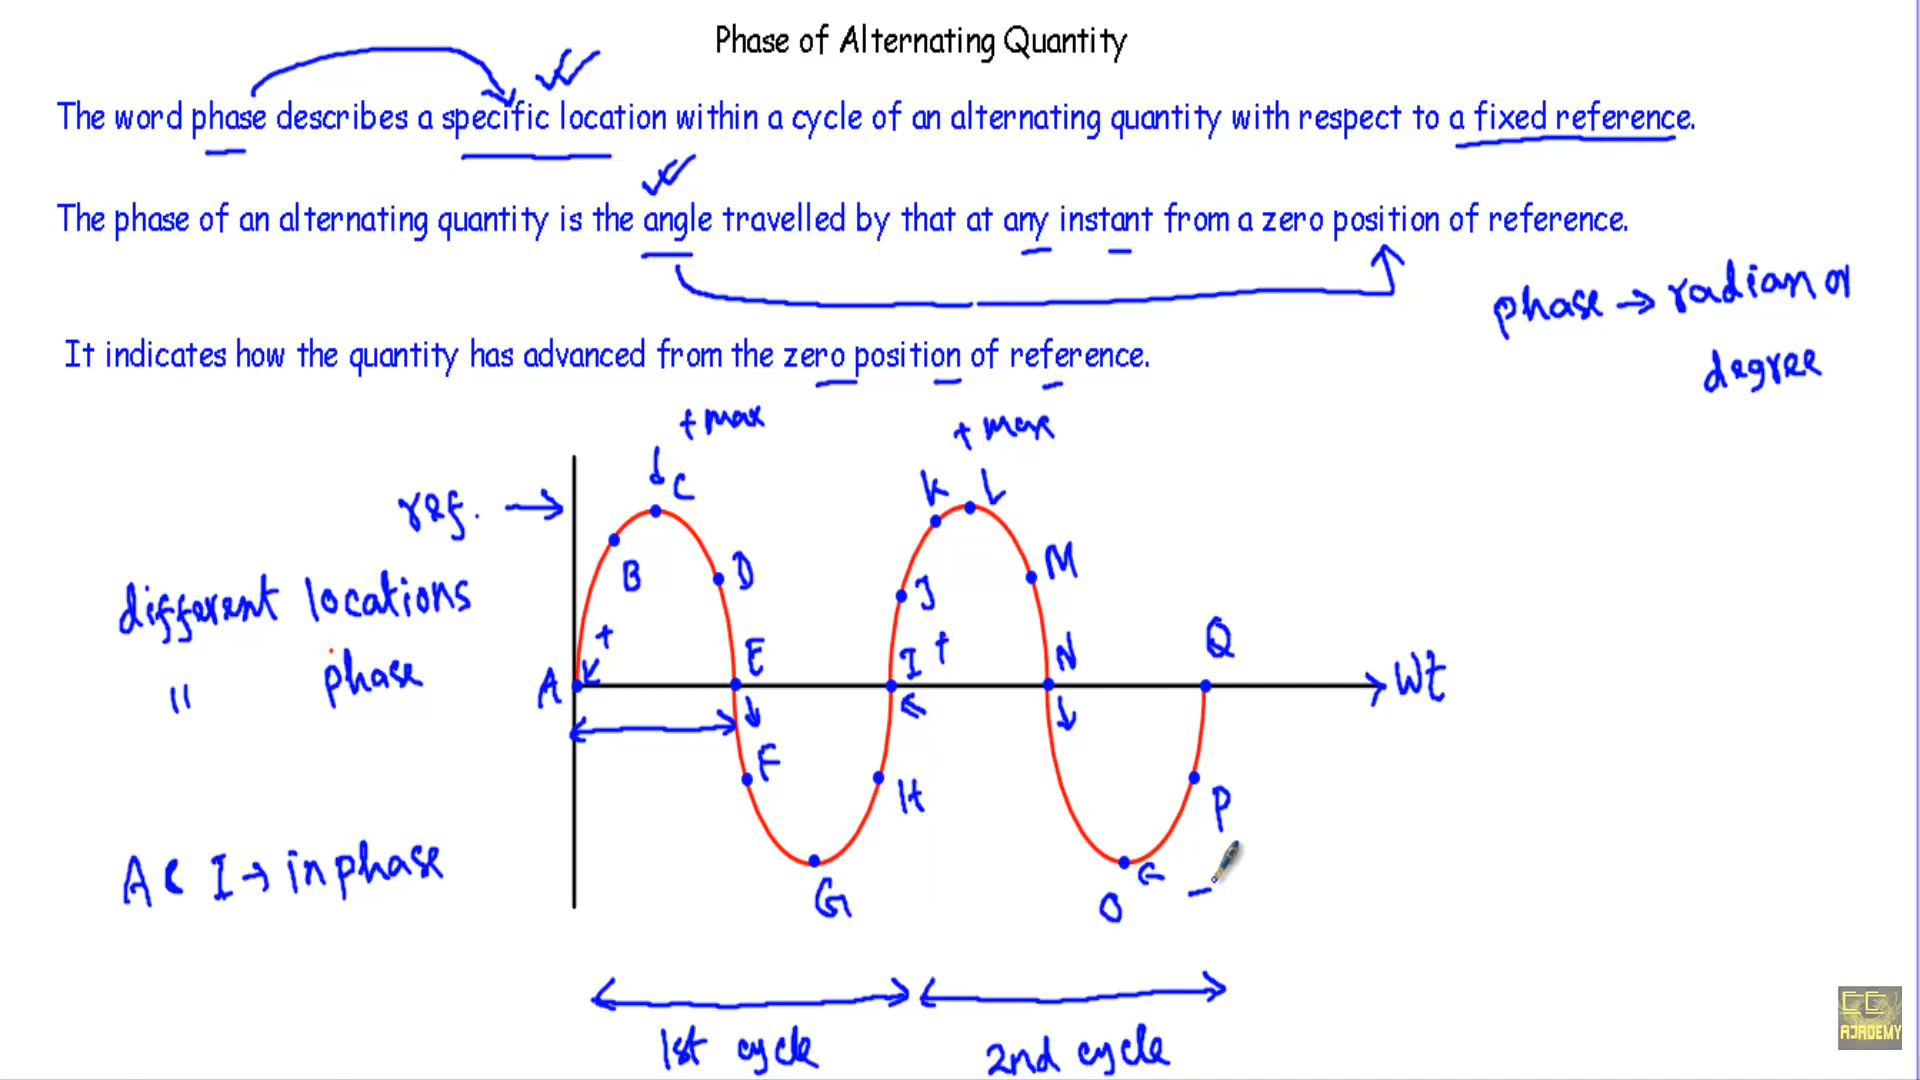 Phase of Alternating Quantity
The word phase describes a specific location within a cycle of an alternating quantity with respect to a fixed reference.
The phase of an alternating quantity is the angle travelled by that at any instant from a zero position of reference.
phase → radian or
degree
It indicates how the quantity has advanced from the zero position of reference.
+ max
+ max
C
K
L
ref. →
B
D
J
M
different locations
" phase
+
E
I
+
N
Q
A
Wt
F
H
P
A & I → in phase
G
O
-
1st cycle
2nd cycle
EE
ACADEMY